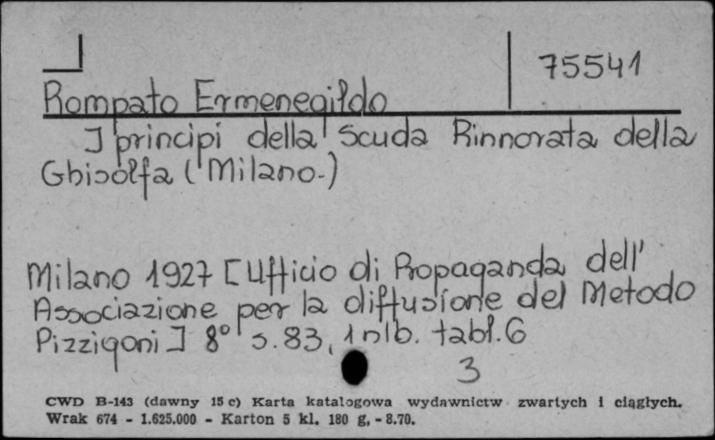 75541
Rompato Ermenegildo
I principi della Scuda Rinnorata della
Ghisolfa (Milano.)
Milano 1927 [Ufficio di Propaganda dell'
Associazione per la diffusione del Metodo
Pizzigoni] 8° s. 83, 1 nlb. tabl. 6
3
CWD B-143 (dawny 15 c) Karta katalogowa wydawnictw zwartych i ciągłych.
Wrak 674 - 1.625.000 - Karton 5 kl. 180 g, - 8.70.